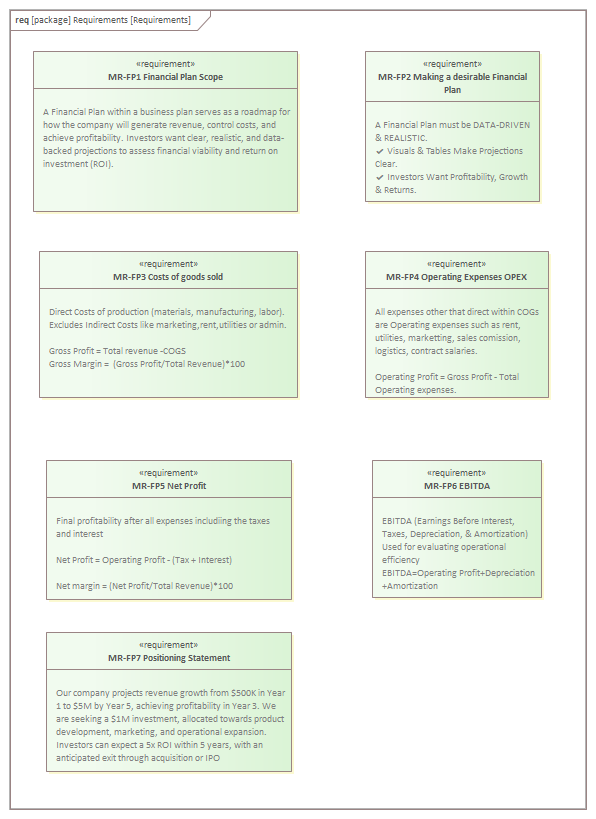 req [package] Requirements [Requirements]
«requirement»
MR-FP1 Financial Plan Scope
A Financial Plan within a business plan serves as a roadmap for
how the company will generate revenue, control costs, and
achieve profitability. Investors want clear, realistic, and data-
backed projections to assess financial viability and return on
investment (ROI).
«requirement»
MR-FP2 Making a desirable Financial
Plan
A Financial Plan must be DATA-DRIVEN
& REALISTIC.
✔ Visuals & Tables Make Projections
Clear.
✔ Investors Want Profitability, Growth
& Returns.
«requirement»
MR-FP3 Costs of goods sold
Direct Costs of production (materials, manufacturing, labor).
Excludes Indirect Costs like marketing,rent,utilities or admin.
Gross Profit = Total revenue -COGS
Gross Margin = (Gross Profit/Total Revenue)*100
«requirement»
MR-FP4 Operating Expenses OPEX
All expenses other that direct within COGs
are Operating expenses such as rent,
utilities, marketting, sales comission,
logistics, contract salaries.
Operating Profit = Gross Profit - Total
Operating expenses.
«requirement»
MR-FP5 Net Profit
Final profitability after all expenses includiing the taxes
and interest
Net Profit = Operating Profit - (Tax + Interest)
Net margin = (Net Profit/Total Revenue)*100
«requirement»
MR-FP6 EBITDA
EBITDA (Earnings Before Interest,
Taxes, Depreciation, & Amortization)
Used for evaluating operational
efficiency
EBITDA=Operating Profit+Depreciation
+Amortization
«requirement»
MR-FP7 Positioning Statement
Our company projects revenue growth from $500K in Year
1 to $5M by Year 5, achieving profitability in Year 3. We
are seeking a $1M investment, allocated towards product
development, marketing, and operational expansion.
Investors can expect a 5x ROI within 5 years, with an
anticipated exit through acquisition or IPO